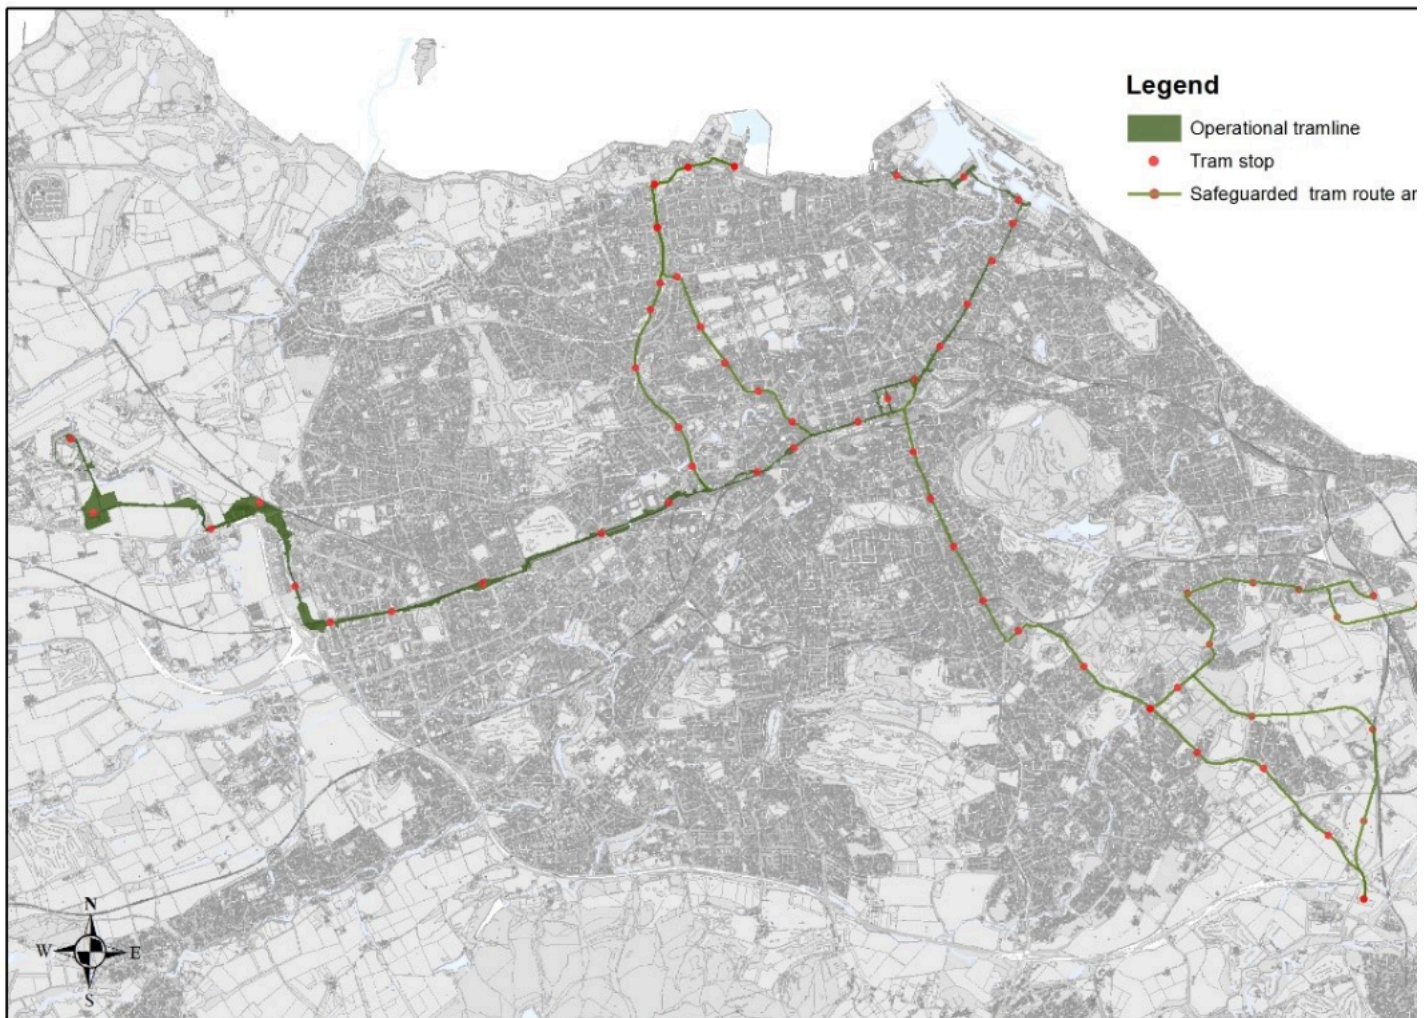 Legend
Operational tramline
Tram stop
Safeguarded tram route ar
N
W E
S